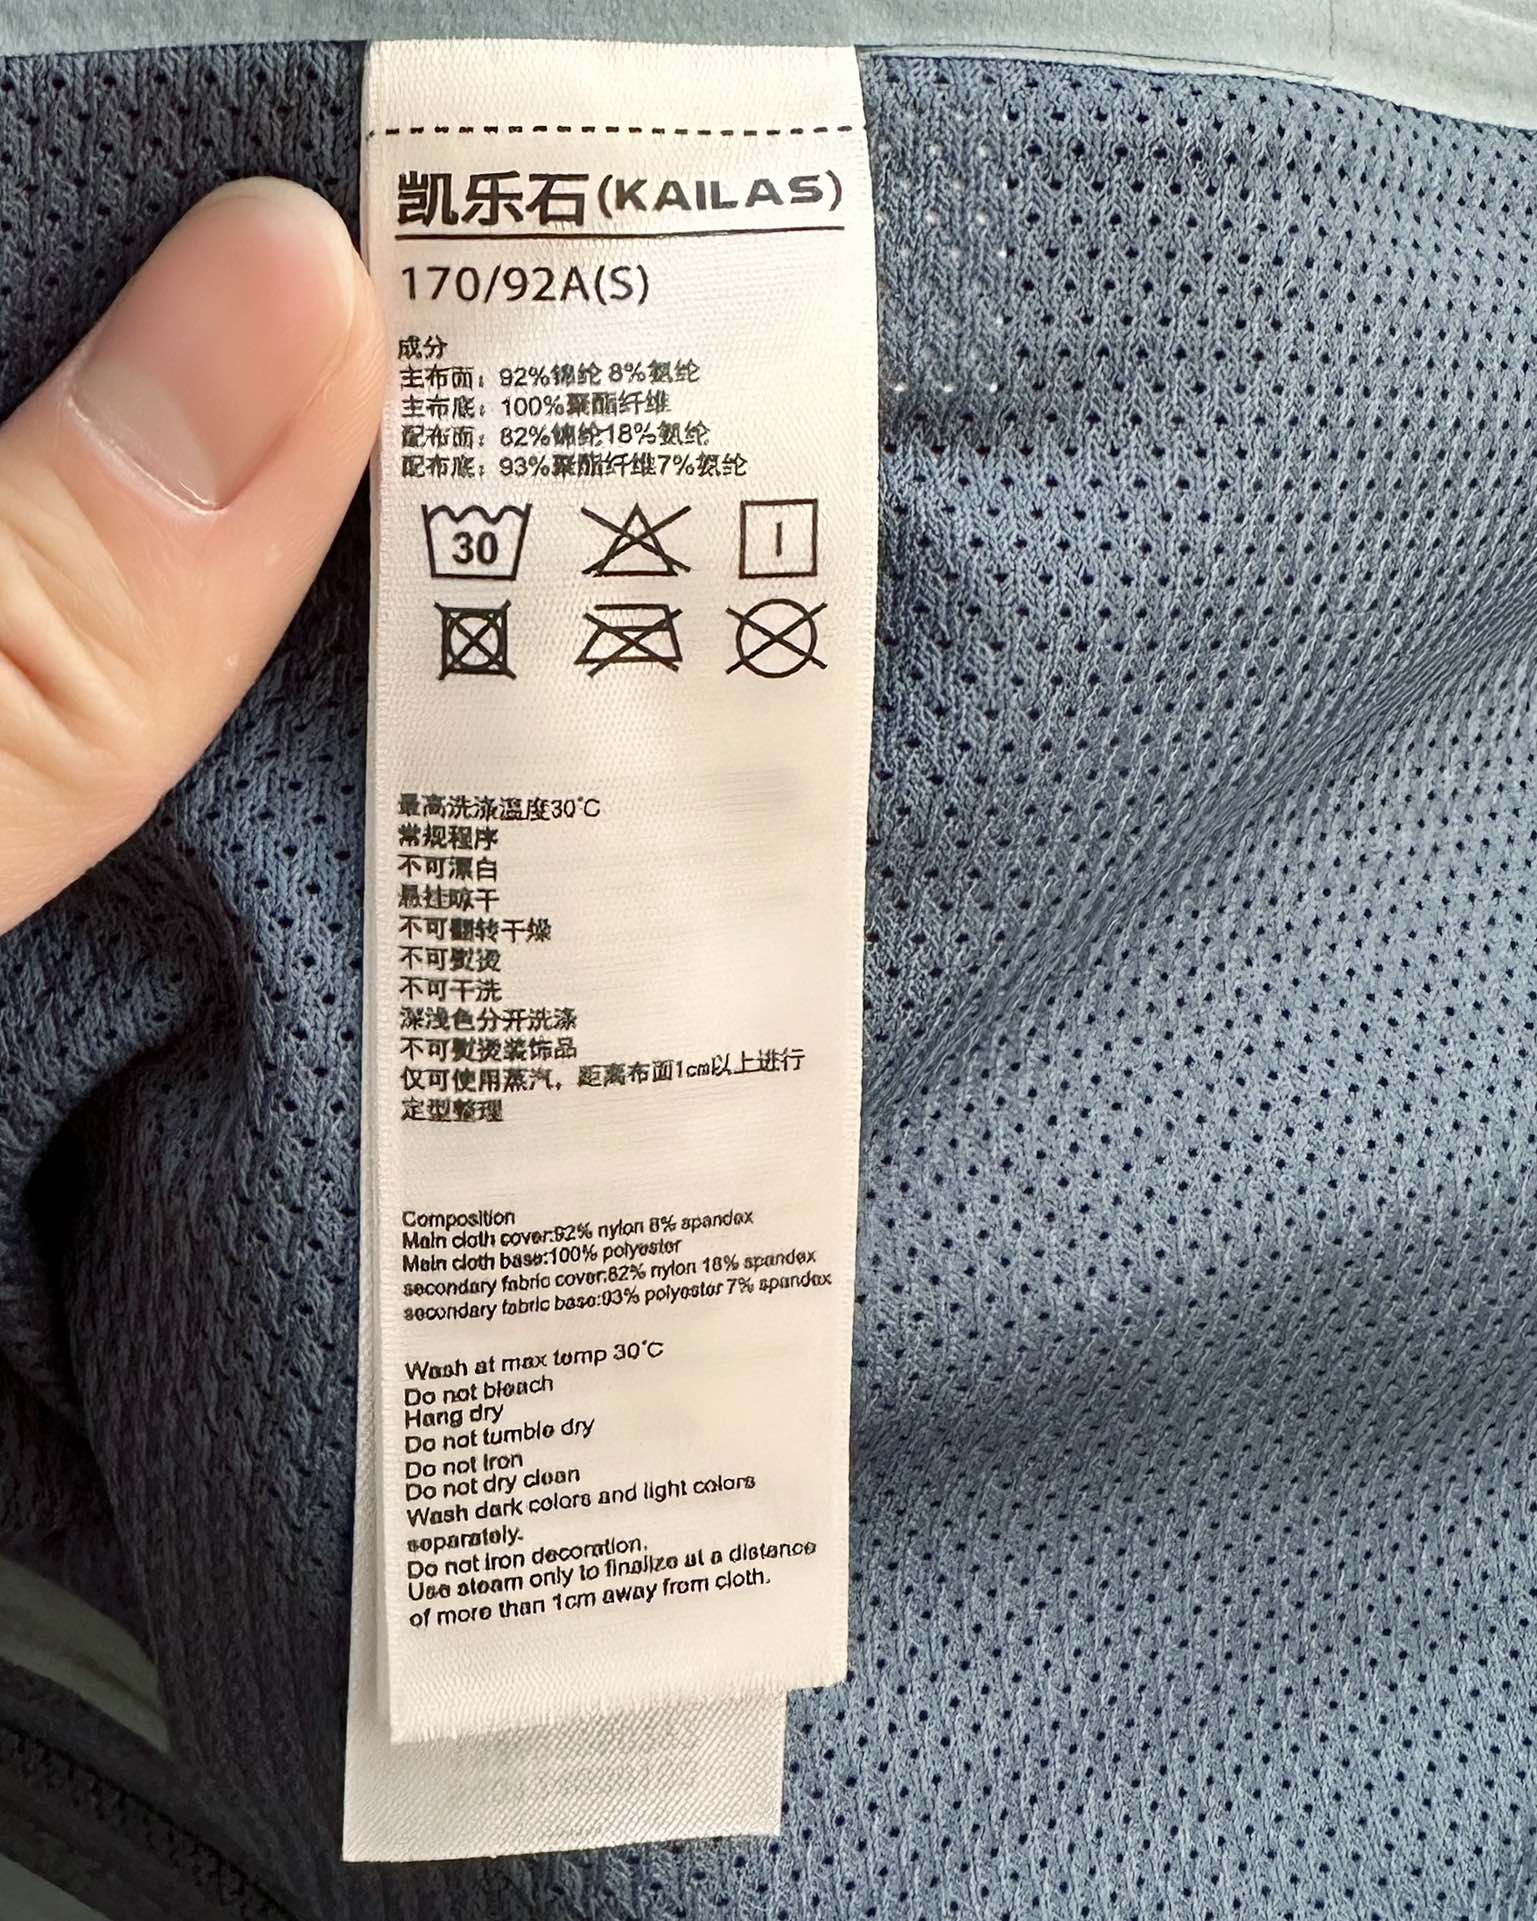 凯乐石(KAILAS)
170/92A(S)
成分
主布面：92%锦纶 8%氨纶
主布底：100%聚酯纤维
配布面：82%锦纶18%氨纶
配布底：93%聚酯纤维7%氨纶
30
最高洗涤温度30°C
常规程序
不可漂白
悬挂晾干
不可翻转干燥
不可熨烫
不可干洗
深浅色分开洗涤
不可熨烫装饰品
仅可使用蒸汽，距离布面1cm以上进行
定型整理
Composition
Main cloth cover:92% nylon 8% spandex
Main cloth base:100% polyester
secondary fabric cover:82% nylon 18% spandex
secondary fabric base:93% polyester 7% spandex
Wash at max temp 30°C
Do not bleach
Hang dry
Do not tumble dry
Do not iron
Do not dry clean
Wash dark colors and light colors
separately.
Do not iron decoration.
Use steam only to finalize at a distance
of more than 1cm away from cloth.